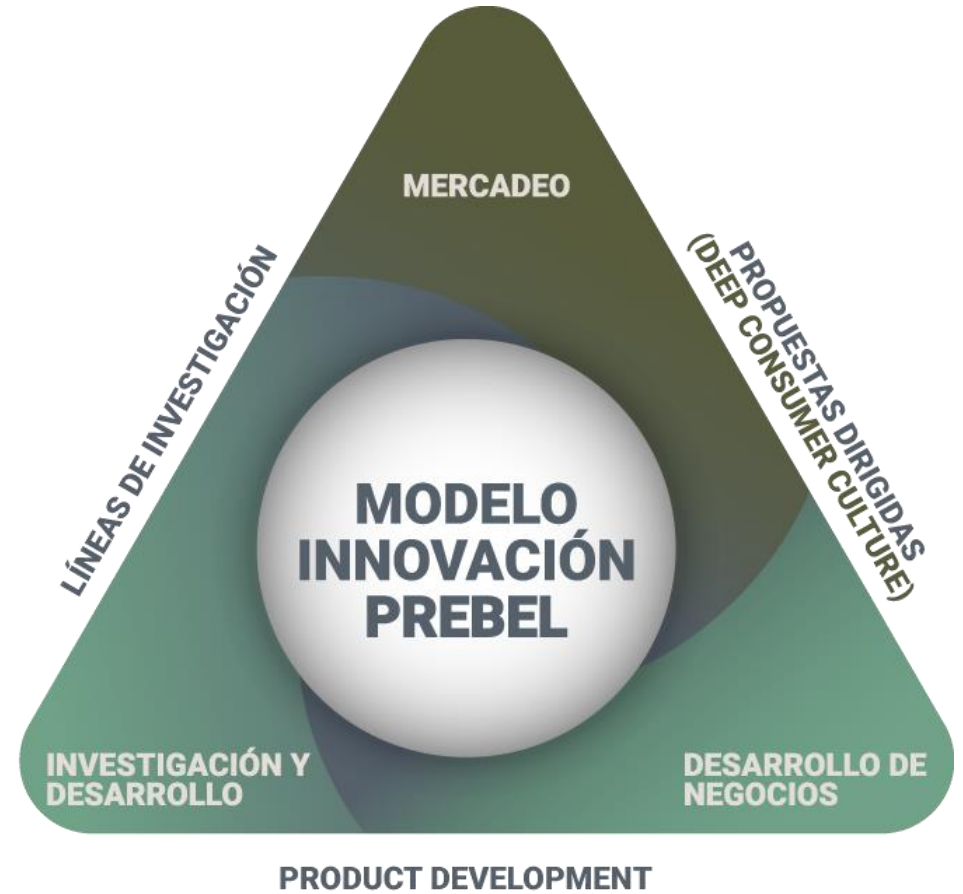 MERCADEO
LÍNEAS DE INVESTIGACIÓN
PROPUESTAS DIRIGIDAS
(DEEP CONSUMER CULTURE)
MODELO
INNOVACIÓN
PREBEL
INVESTIGACIÓN Y
DESARROLLO
DESARROLLO DE
NEGOCIOS
PRODUCT DEVELOPMENT